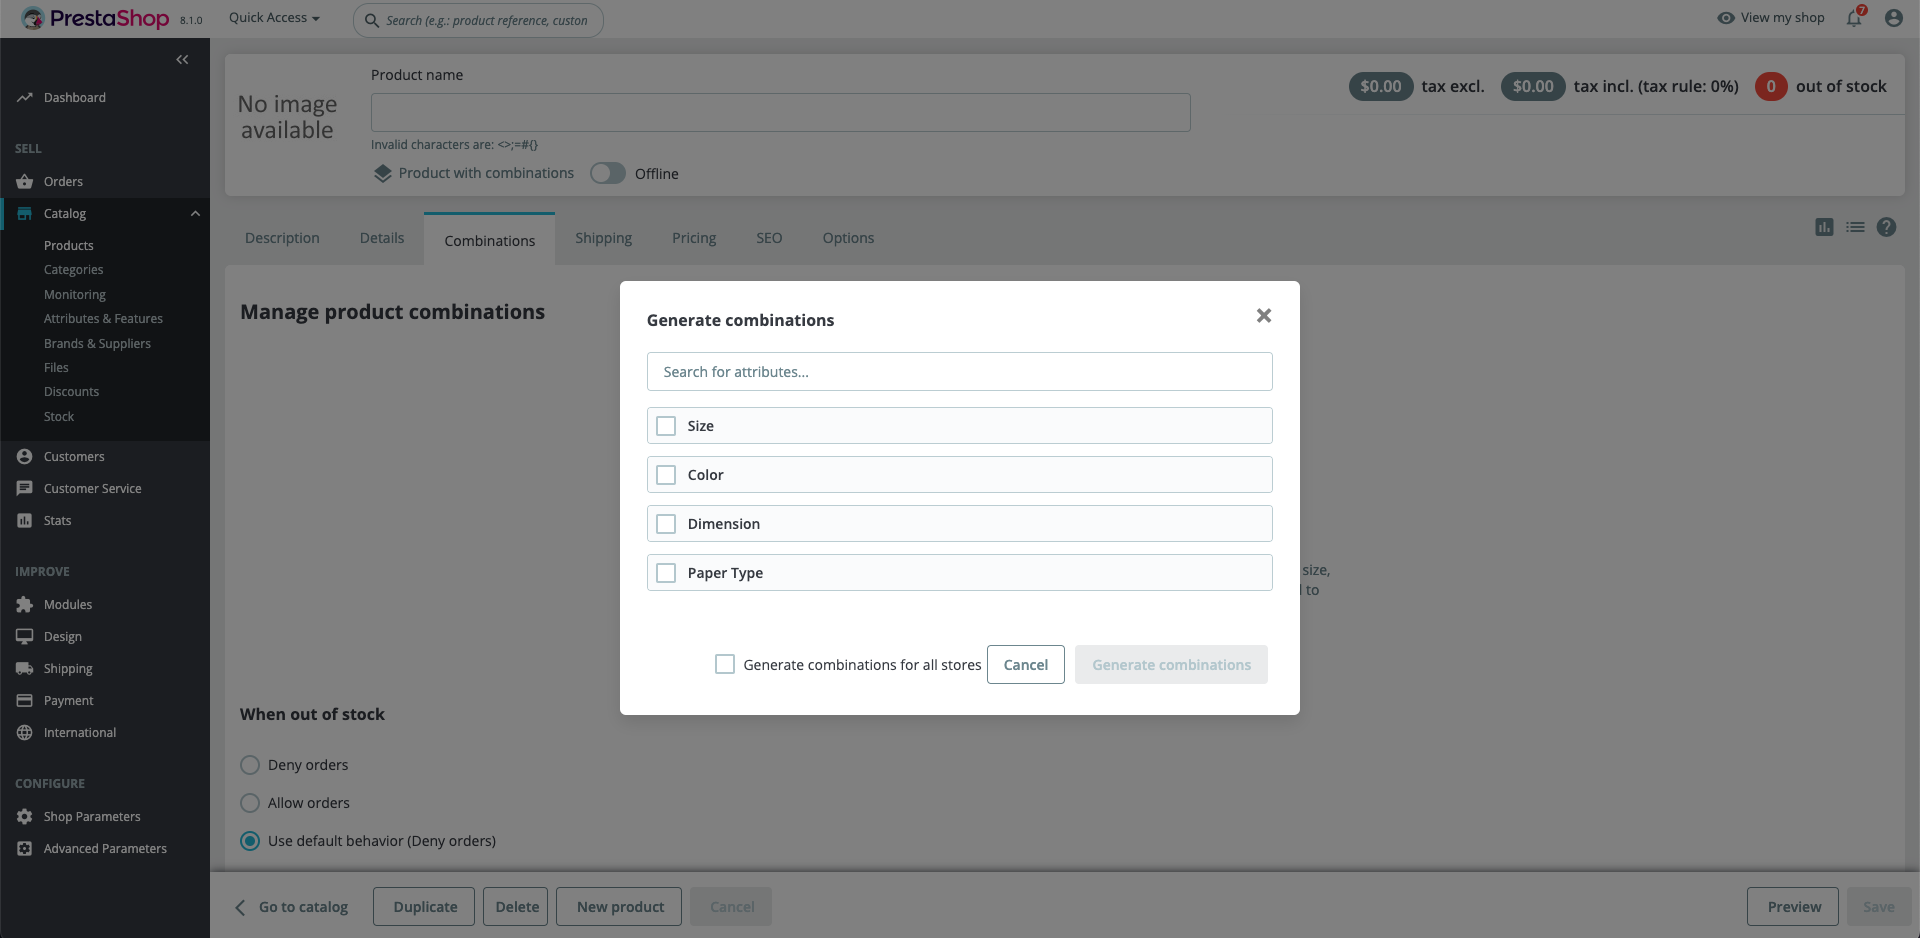 PrestaShop 8.1.0 Quick Access Search (e.g.: product reference, custon View my shop 7
Dashboard
SELL
Orders
Catalog
Products
Categories
Monitoring
Attributes & Features
Brands & Suppliers
Files
Discounts
Stock
Customers
Customer Service
Stats
IMPROVE
Modules
Design
Shipping
Payment
International
CONFIGURE
Shop Parameters
Advanced Parameters
No image
available
Product name
Invalid characters are: <>;=#{}
Product with combinations Offline
$0.00 tax excl. $0.00 tax incl. (tax rule: 0%) 0 out of stock
Description Details Combinations Shipping Pricing SEO Options
Manage product combinations
Generate combinations
Search for attributes...
Size
Color
Dimension
Paper Type
size,
to
Generate combinations for all stores Cancel Generate combinations
When out of stock
Deny orders
Allow orders
Use default behavior (Deny orders)
Go to catalog Duplicate Delete New product Cancel Preview Save